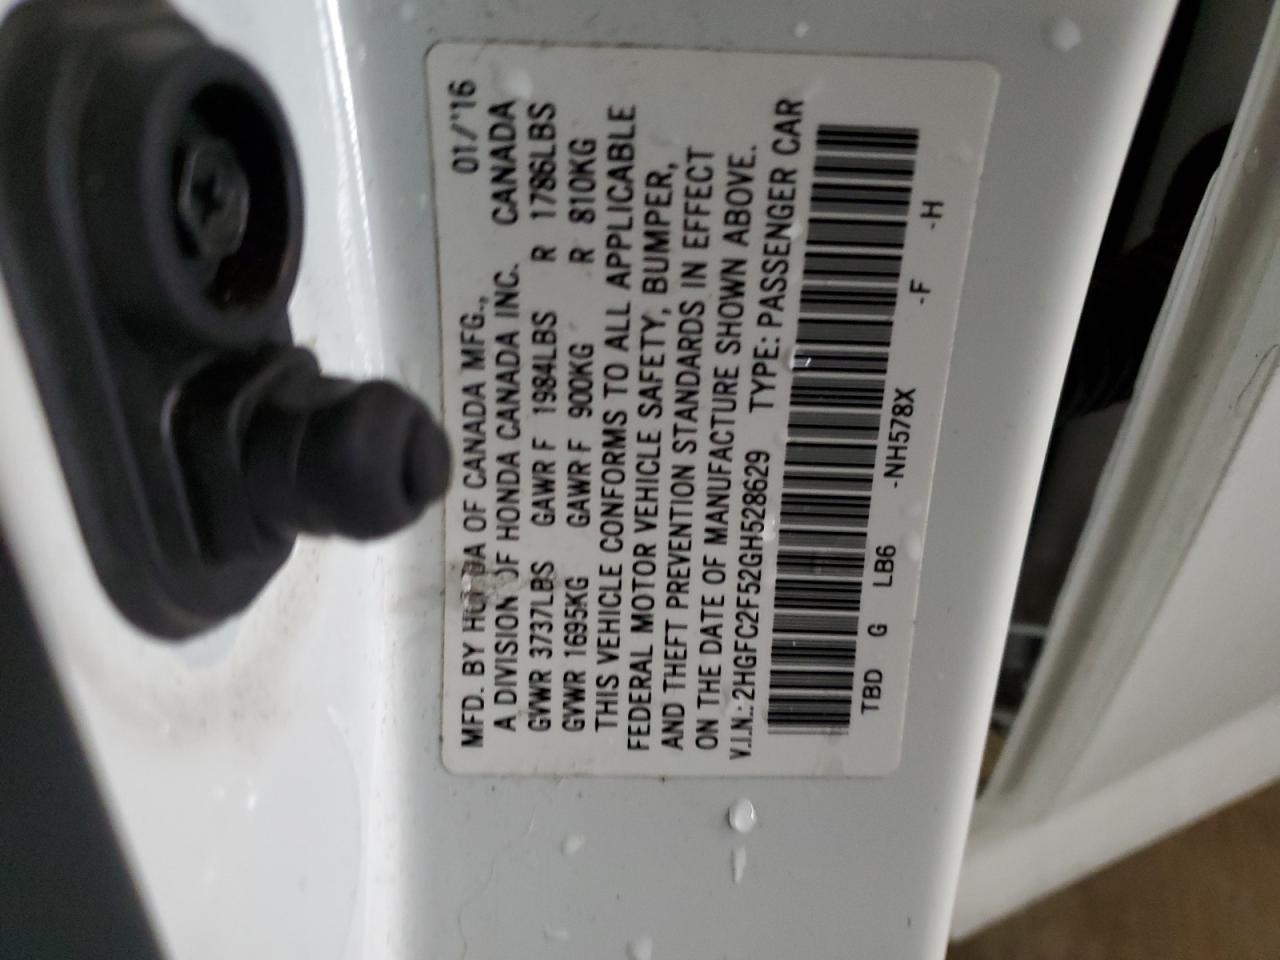 MFD. BY HONDA OF CANADA MFG., 01/'16
A DIVISION OF HONDA CANADA INC. CANADA
GVWR 3737LBS GAWR F 1984LBS R 1786LBS
GVWR 1695KG GAWR F 900KG R 810KG
THIS VEHICLE CONFORMS TO ALL APPLICABLE
FEDERAL MOTOR VEHICLE SAFETY, BUMPER,
AND THEFT PREVENTION STANDARDS IN EFFECT
ON THE DATE OF MANUFACTURE SHOWN ABOVE.
V.I.N.: 2HGFC2F52GH528629 TYPE: PASSENGER CAR
TBD G LB6 -NH578X -F -H